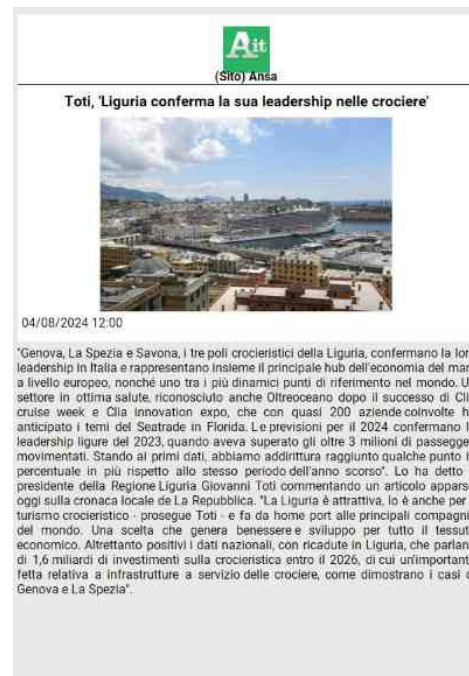 Ait
(Sito) Ansa
Toti, 'Liguria conferma la sua leadership nelle crociere'
04/08/2024 12:00
"Genova, La Spezia e Savona, i tre poli crocieristici della Liguria, confermano la lor
leadership in Italia e rappresentano insieme il principale hub dell'economia del mar
a livello europeo, nonché uno tra i più dinamici punti di riferimento nel mondo. U
settore in ottima salute, riconosciuto anche Oltreoceano dopo il successo di Cli
cruise week e Clia innovation expo, che con quasi 200 aziende coinvolte h
anticipato i temi del Seatrade in Florida. Le previsioni per il 2024 confermano l
leadership ligure del 2023, quando aveva superato gli oltre 3 milioni di passegge
movimentati. Stando ai primi dati, abbiamo addirittura raggiunto qualche punto i
percentuale in più rispetto allo stesso periodo dell'anno scorso". Lo ha detto
presidente della Regione Liguria Giovanni Toti commentando un articolo appars
oggi sulla cronaca locale de La Repubblica. "La Liguria è attrattiva, lo è anche per
turismo crocieristico - prosegue Toti - e fa da home port alle principali compagni
del mondo. Una scelta che genera benessere e sviluppo per tutto il tessut
economico. Altrettanto positivi i dati nazionali, con ricadute in Liguria, che parlan
di 1,6 miliardi di investimenti sulla crocieristica entro il 2026, di cui un'important
fetta relativa a infrastrutture a servizio delle crociere, come dimostrano i casi d
Genova e La Spezia".